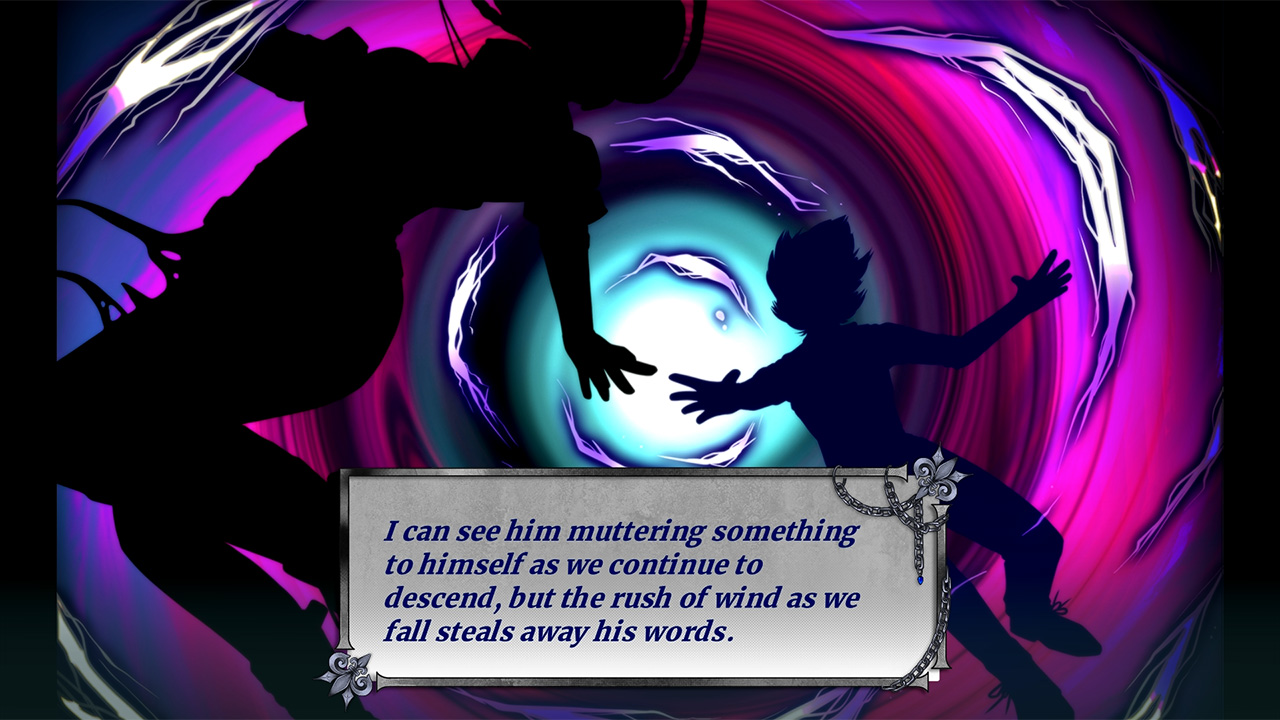 I can see him muttering something
to himself as we continue to
descend, but the rush of wind as we
fall steals away his words.